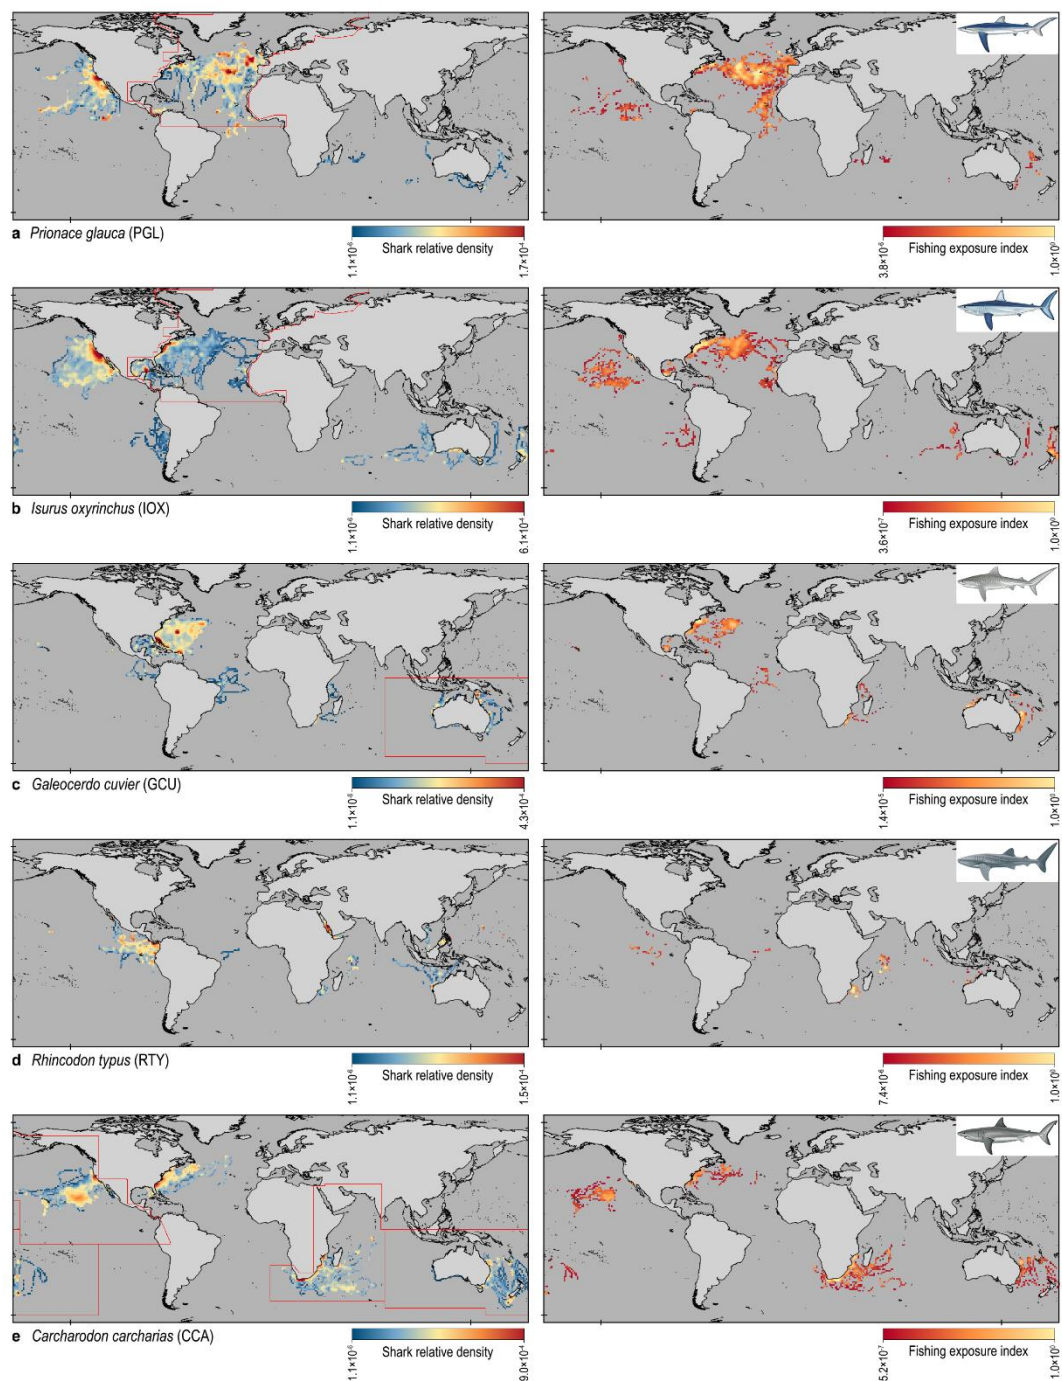 a Prionace glauca (PGL)
1.1×10⁻⁶
Shark relative density
1.7×10⁻⁴
3.8×10⁻⁶
Fishing exposure index
1.0×10⁰
b Isurus oxyrinchus (IOX)
1.1×10⁻⁶
Shark relative density
6.1×10⁻⁴
3.6×10⁻⁷
Fishing exposure index
1.0×10⁰
c Galeocerdo cuvier (GCU)
1.1×10⁻⁶
Shark relative density
4.3×10⁻⁴
1.4×10⁻⁵
Fishing exposure index
1.0×10⁰
d Rhincodon typus (RTY)
1.1×10⁻⁶
Shark relative density
1.5×10⁻⁴
7.4×10⁻⁶
Fishing exposure index
1.0×10⁰
e Carcharodon carcharias (CCA)
1.1×10⁻⁶
Shark relative density
9.0×10⁻⁴
5.2×10⁻⁷
Fishing exposure index
1.0×10⁰